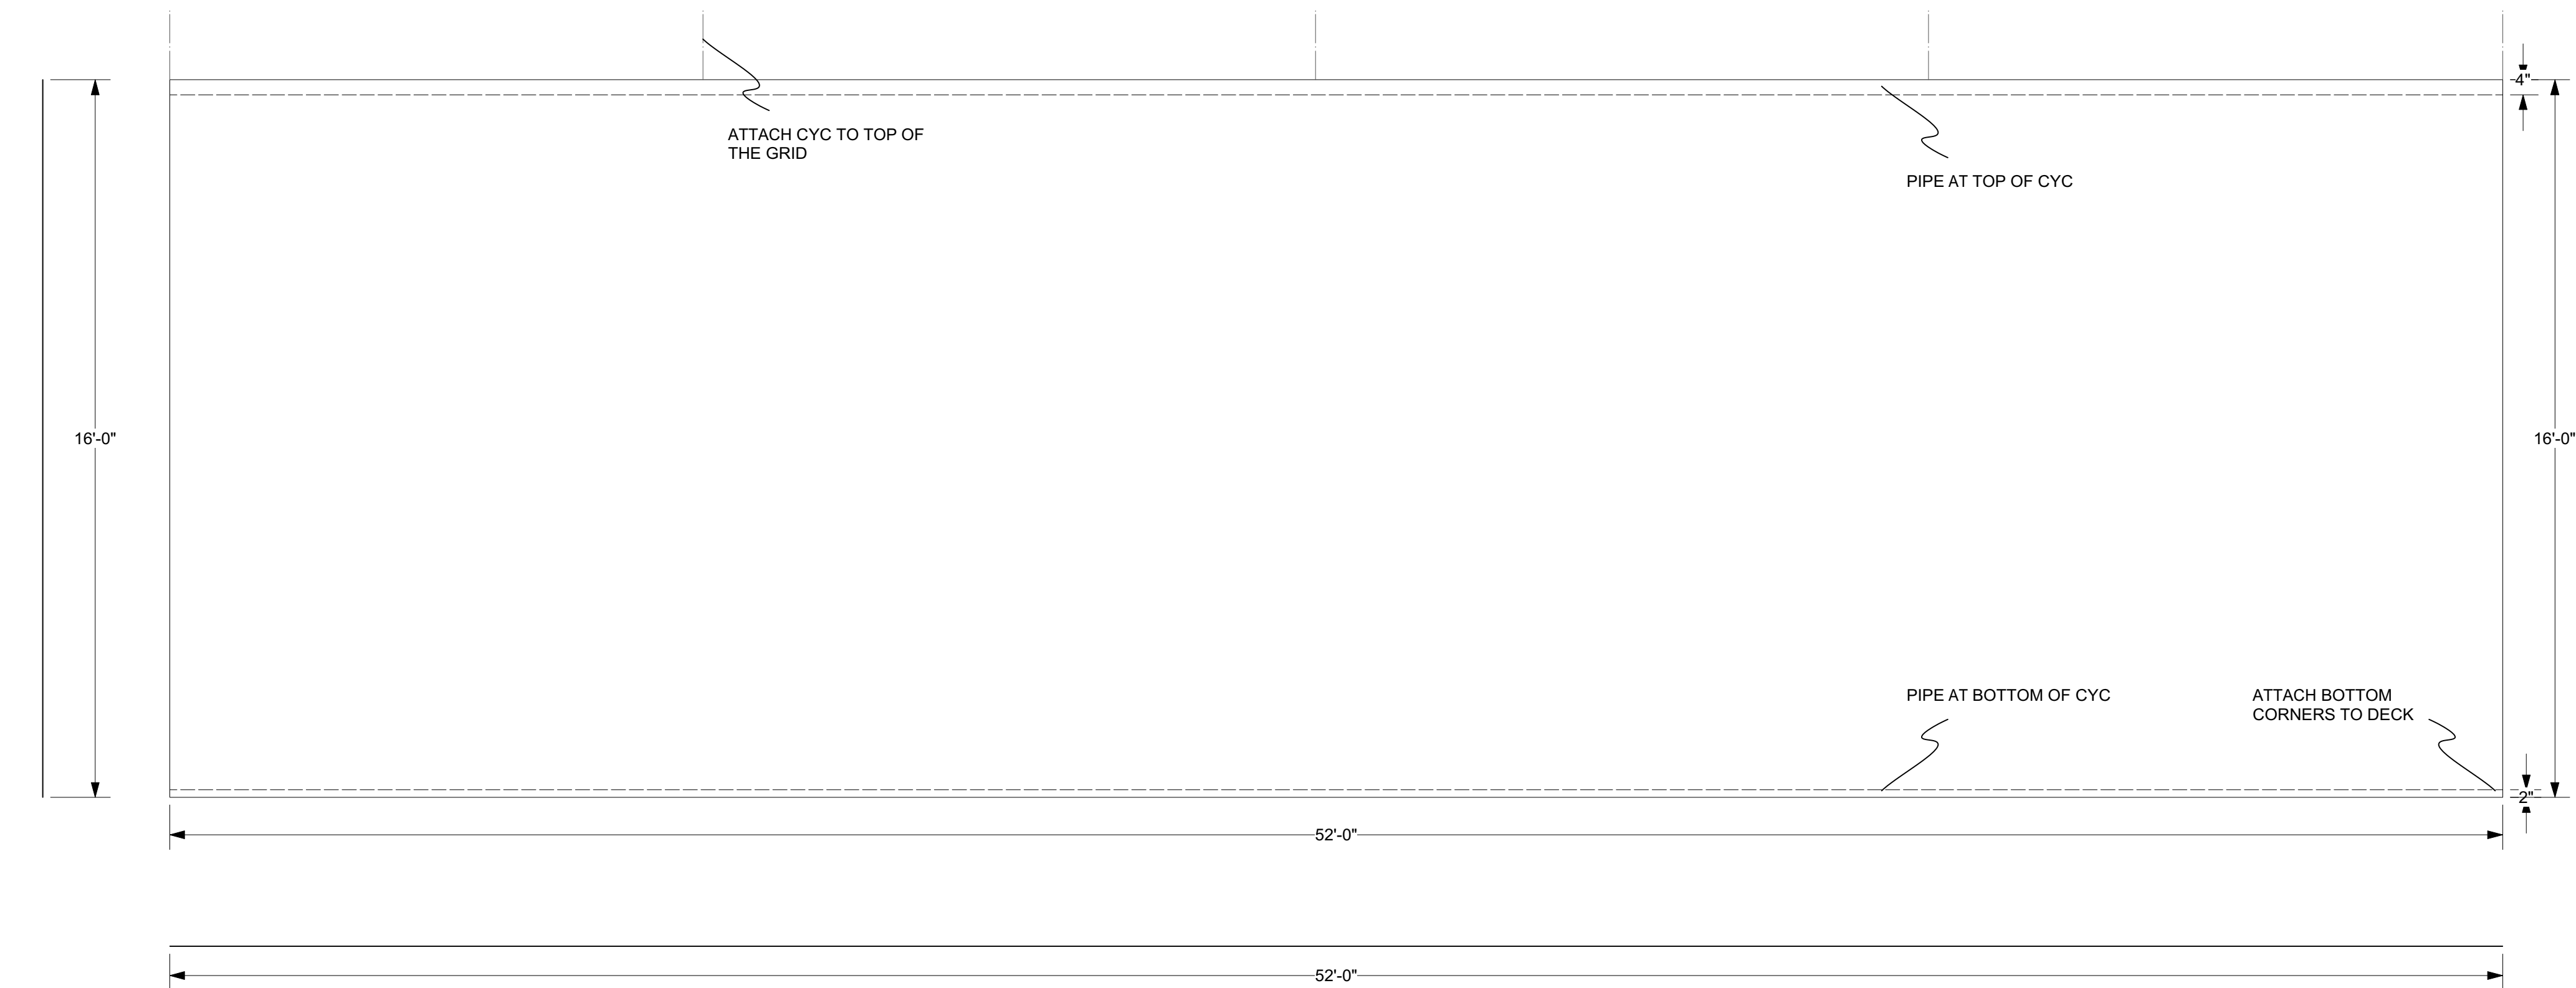 4"
ATTACH CYC TO TOP OF
THE GRID
PIPE AT TOP OF CYC
16'-0"
16'-0"
PIPE AT BOTTOM OF CYC
ATTACH BOTTOM
CORNERS TO DECK
2"
52'-0"
52'-0"